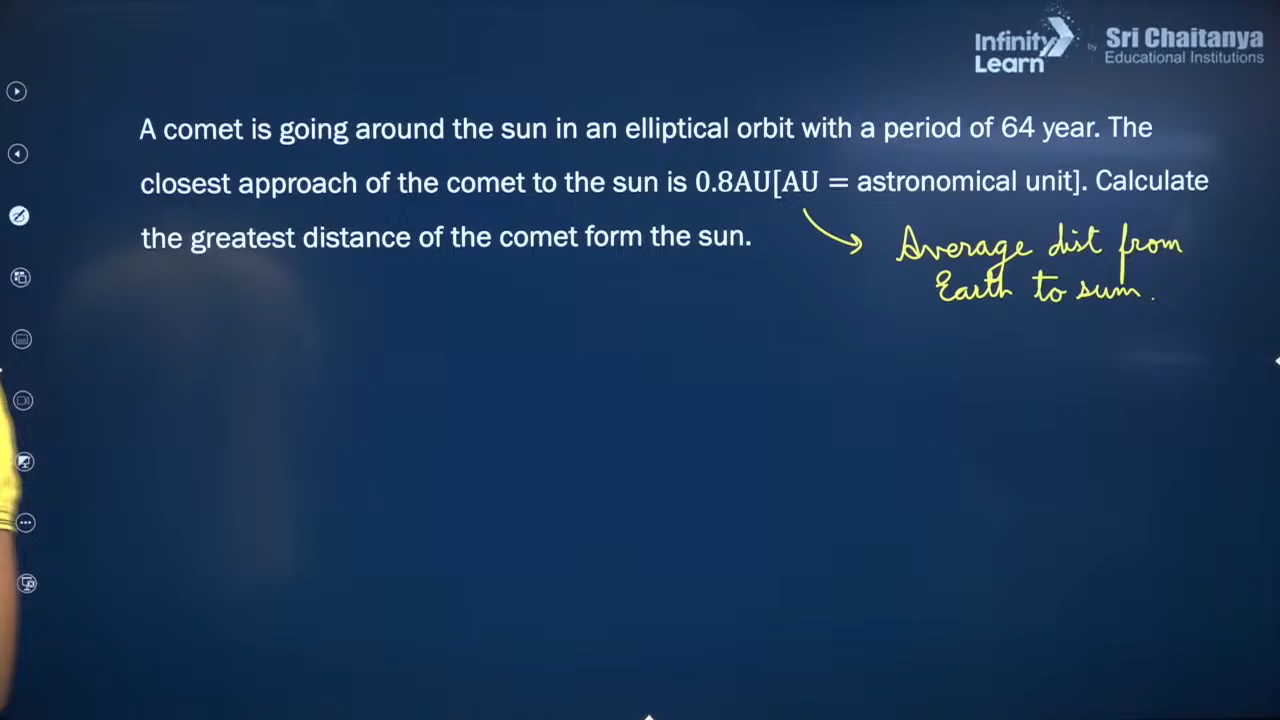 Infinity Learn by Sri Chaitanya Educational Institutions
A comet is going around the sun in an elliptical orbit with a period of 64 year. The
closest approach of the comet to the sun is 0.8AU[AU = astronomical unit]. Calculate
the greatest distance of the comet form the sun.
Average dist from
Earth to sum.